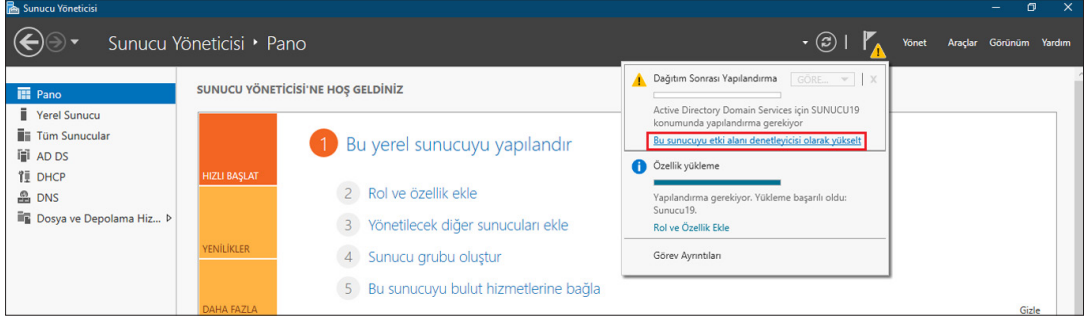 Sunucu Yöneticisi
Sunucu Yöneticisi • Pano
Yönet Araçlar Görünüm Yardım
Pano
Yerel Sunucu
Tüm Sunucular
AD DS
DHCP
DNS
Dosya ve Depolama Hiz...
SUNUCU YÖNETİCİSİ'NE HOŞ GELDİNİZ
HIZLI BAŞLAT
YENİLİKLER
DAHA FAZLA
1 Bu yerel sunucuyu yapılandır
2 Rol ve özellik ekle
3 Yönetilecek diğer sunucuları ekle
4 Sunucu grubu oluştur
5 Bu sunucuyu bulut hizmetlerine bağla
Gizle
Dağıtım Sonrası Yapılandırma
GÖRE...
X
Active Directory Domain Services için SUNUCU19
konumunda yapılandırma gerekiyor
Bu sunucuyu etki alanı denetleyicisi olarak yükselt
Özellik yükleme
Yapılandırma gerekiyor. Yükleme başarılı oldu:
Sunucu19.
Rol ve Özellik Ekle
Görev Ayrıntıları